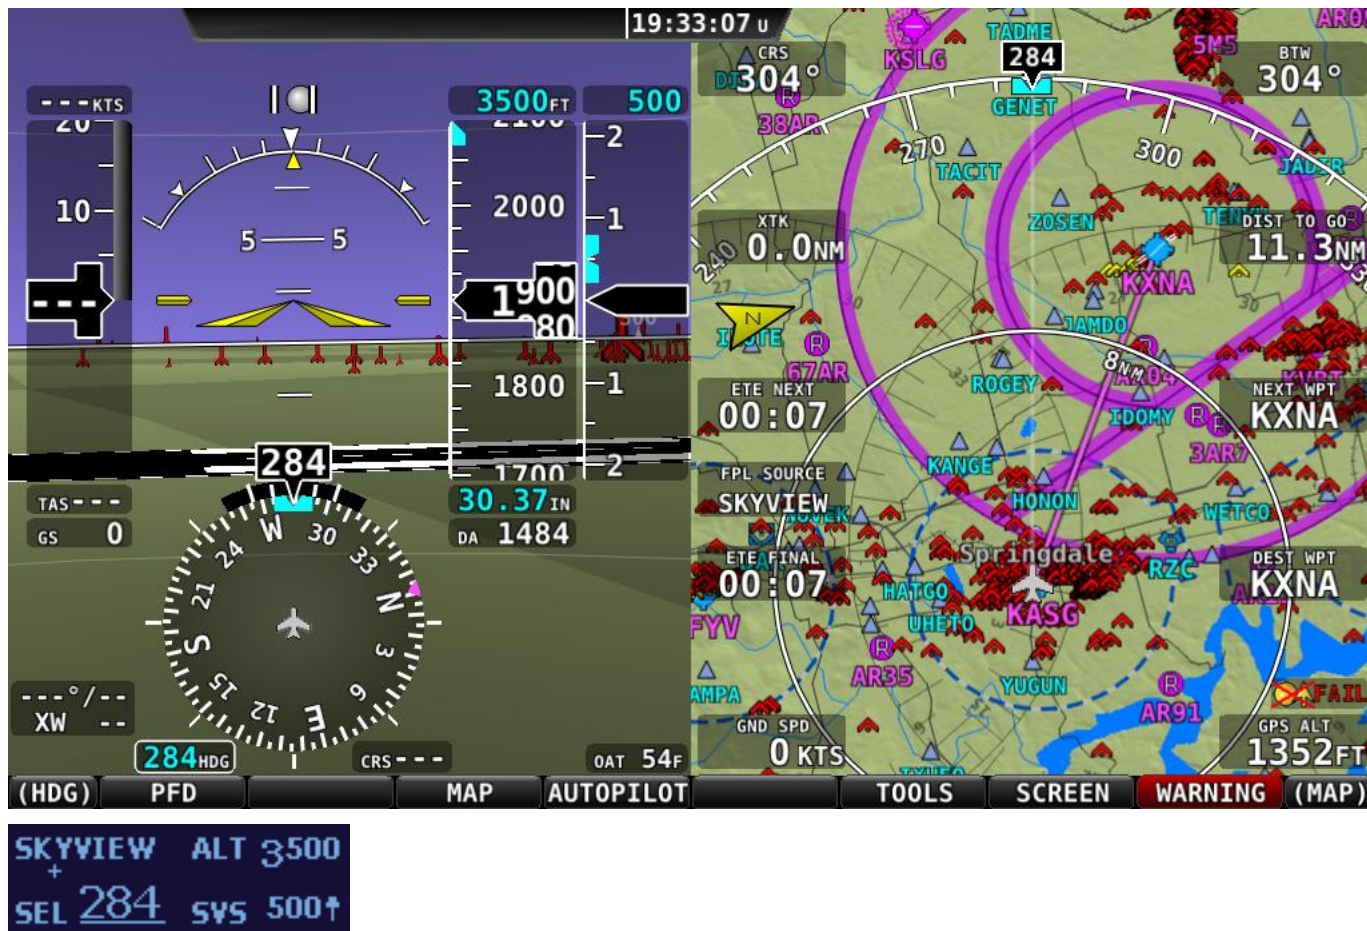 19:33:07 U
---KTS
3500FT 500
20
10
---
5 5
2100
2000
1900
880
1800
1700
2
1
1
2
284
TAS---
GS 0
30.37IN
DA 1484
W 30 33 N 3 6 E 12 15 S 21 24
---°/--
XW --
284HDG
CRS---
OAT 54F
CRS
304°
284
BTW
304°
KSLG
TADME
5M5
38AR
GENET
270
300
240
TACIT
JADIR
ZOSEN
XTK
0.0NM
DIST TO GO
11.3NM
KXNA
27
30
30
N
JAMDO
67AR
8NM
ROGEY
33
IDOMY
3AR7
ETE NEXT
00:07
NEXT WPT
KXNA
KANGE
HONON
WETCO
FPL SOURCE
SKYVIEW
Springdale
RZC
ETE FINAL
00:07
DEST WPT
KXNA
HATGO
KASG
FYV
UHETO
AR35
YUGUN
AR91
FAIL
GND SPD
0 KTS
GPS ALT
1352FT
(HDG) PFD MAP AUTOPILOT TOOLS SCREEN WARNING (MAP)
SKYVIEW ALT 3500
+
SEL 284 SVS 500↑